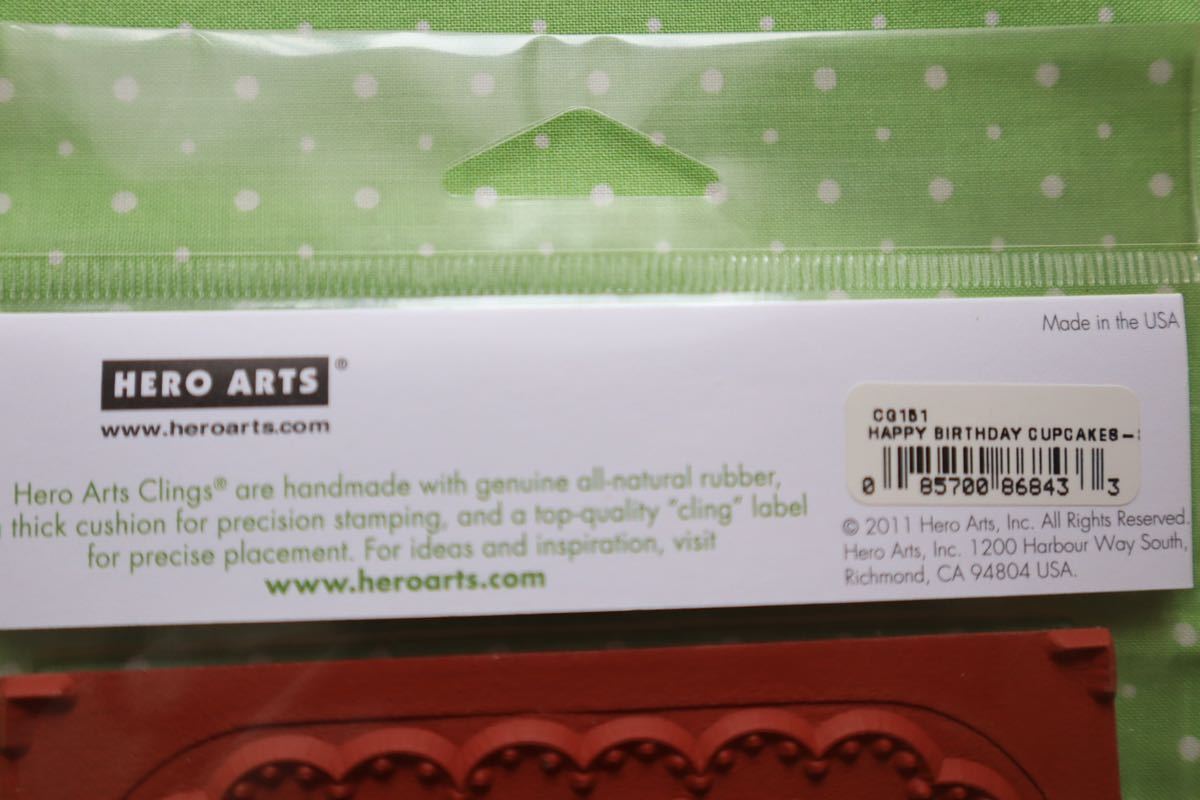 Made in the USA
HERO ARTS®
www.heroarts.com
Hero Arts Clings® are handmade with genuine all-natural rubber,
thick cushion for precision stamping, and a top-quality "cling" label
for precise placement. For ideas and inspiration, visit
www.heroarts.com
CG151
HAPPY BIRTHDAY CUPCAKES-
0 85700 86843 3
© 2011 Hero Arts, Inc. All Rights Reserved.
Hero Arts, Inc. 1200 Harbour Way South,
Richmond, CA 94804 USA.